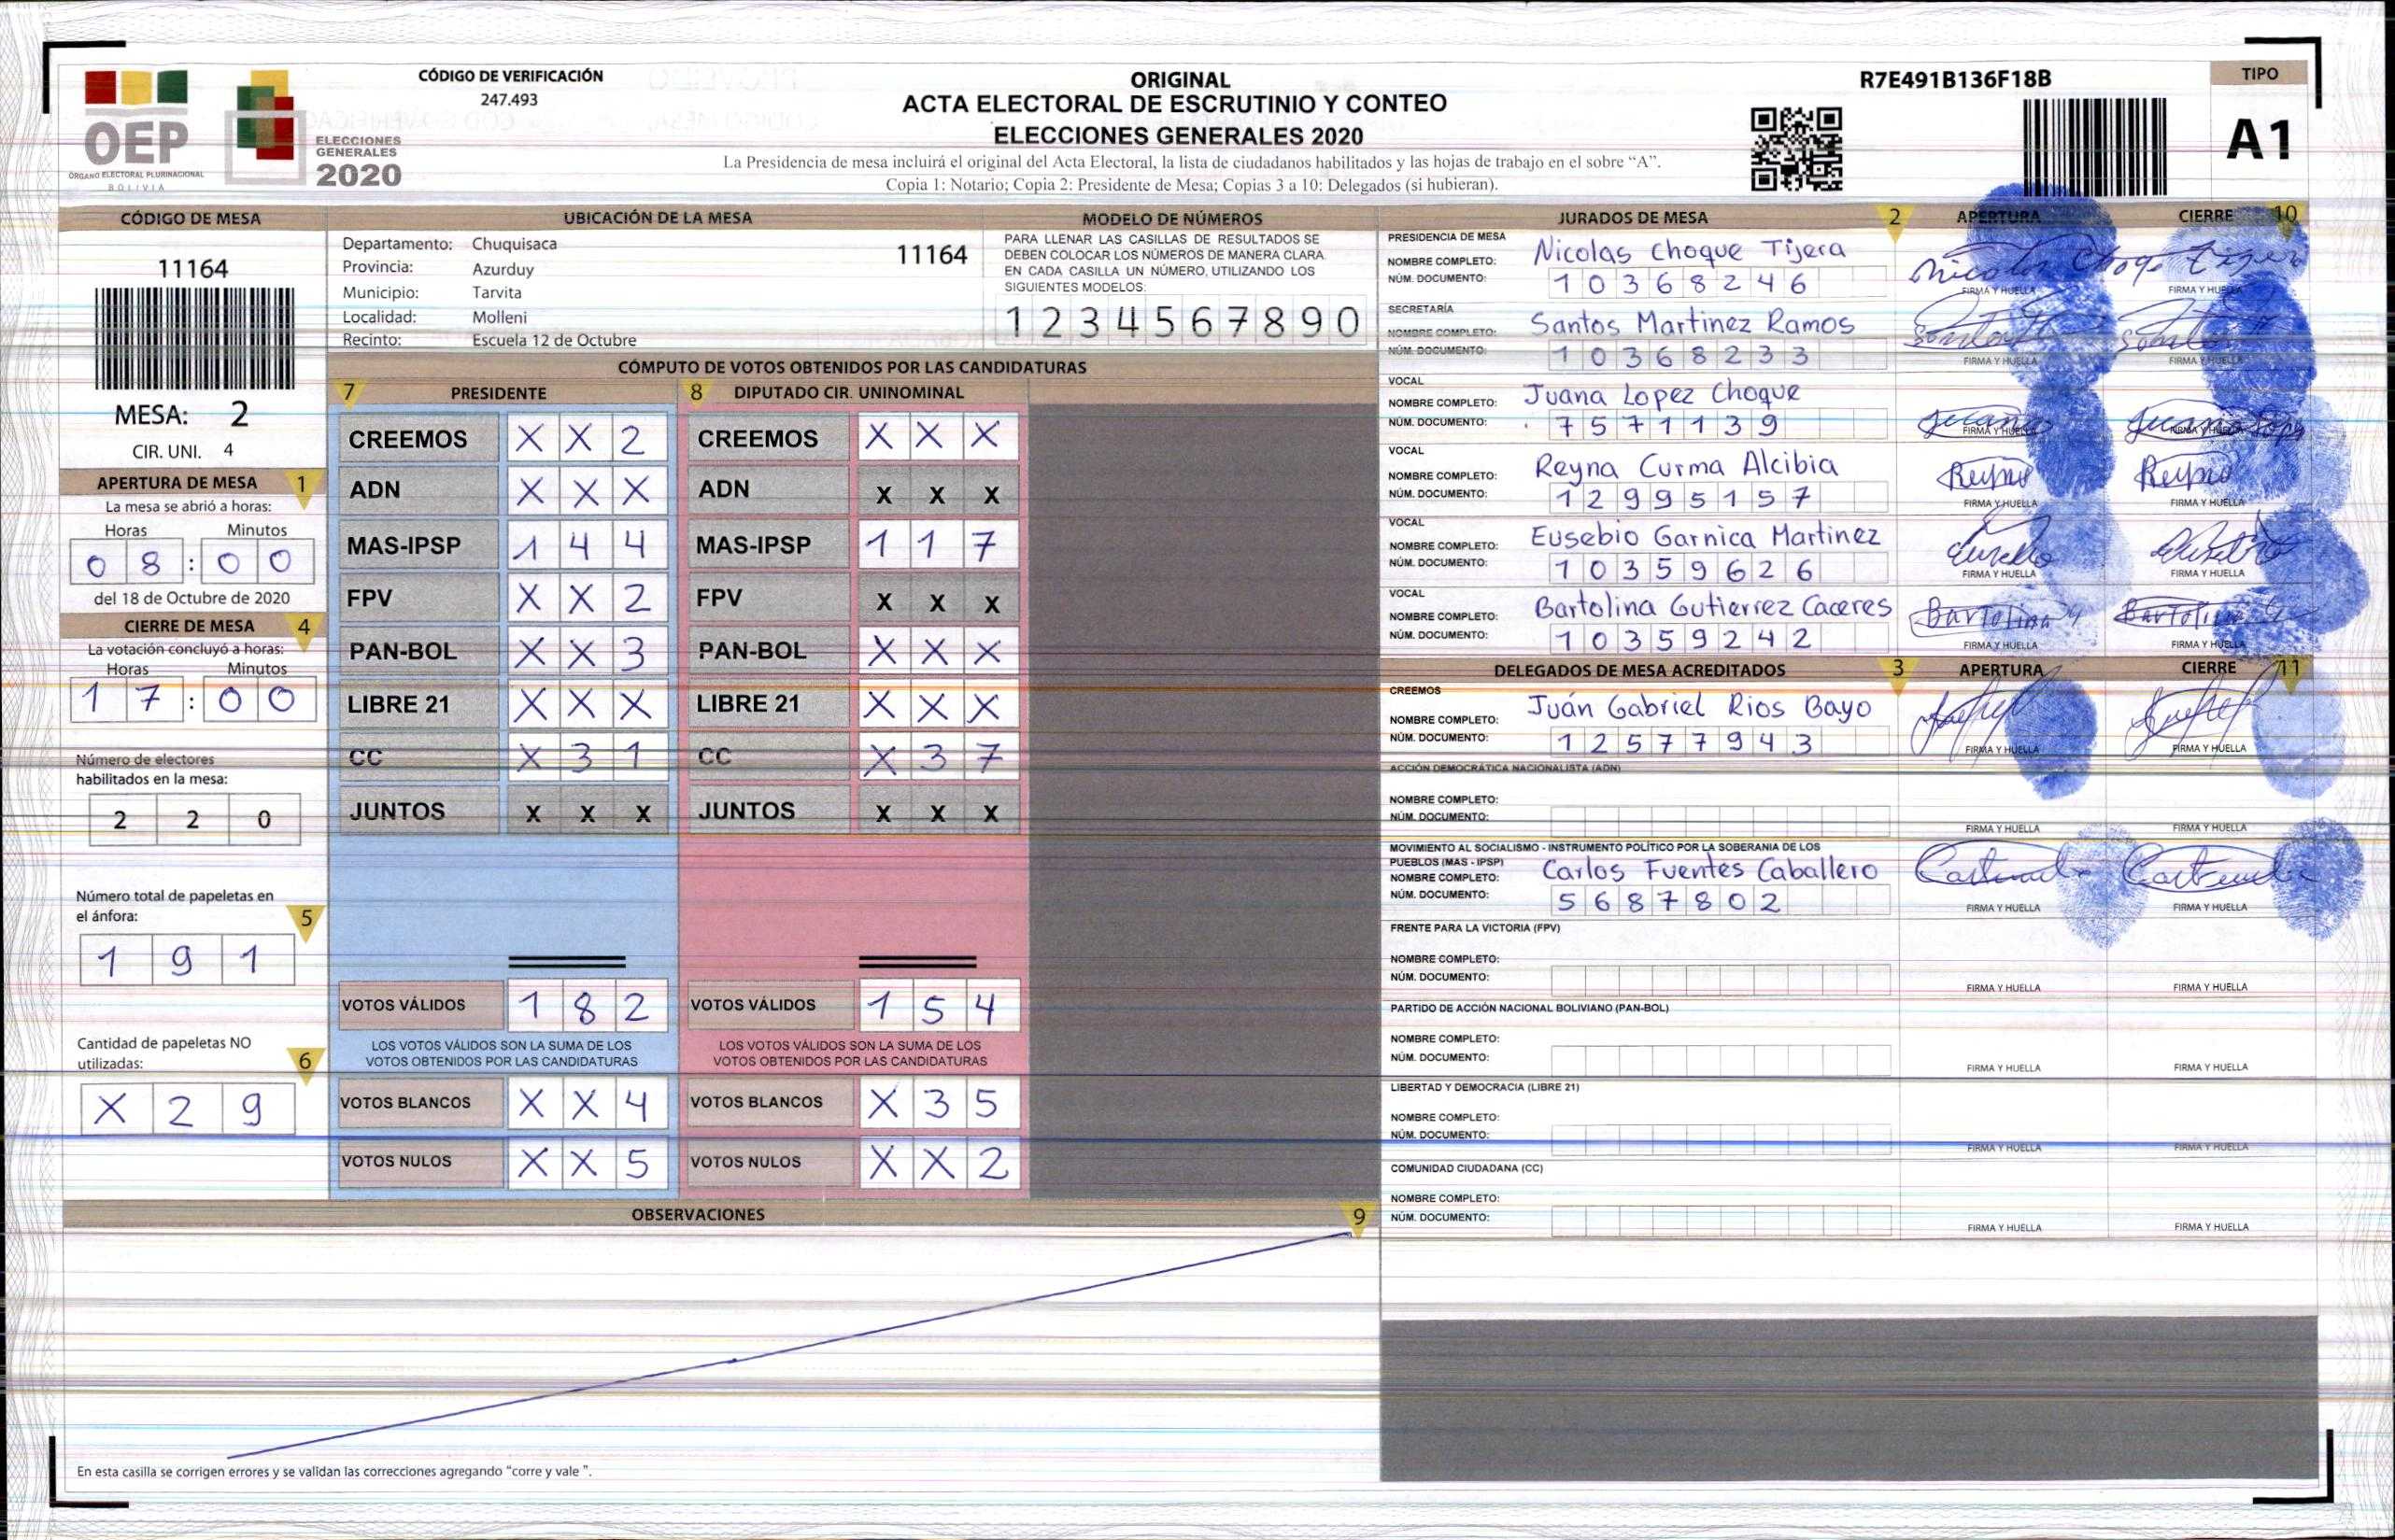 OEP
ÓRGANO ELECTORAL PLURINACIONAL
BOLIVIA
ELECCIONES
GENERALES
2020
CÓDIGO DE VERIFICACIÓN
247.493
ORIGINAL
ACTA ELECTORAL DE ESCRUTINIO Y CONTEO
ELECCIONES GENERALES 2020
La Presidencia de mesa incluirá el original del Acta Electoral, la lista de ciudadanos habilitados y las hojas de trabajo en el sobre “A”.
Copia 1: Notario; Copia 2: Presidente de Mesa; Copias 3 a 10: Delegados (si hubieran).
R7E491B136F18B
TIPO
A1
CÓDIGO DE MESA
11164
MESA: 2
CIR. UNI. 4
APERTURA DE MESA 1
La mesa se abrió a horas:
Horas Minutos
0 8 : 0 0
del 18 de Octubre de 2020
CIERRE DE MESA 4
La votación concluyó a horas:
Horas Minutos
1 7 : 0 0
Número de electores
habilitados en la mesa:
2 2 0
Número total de papeletas en
el ánfora: 5
1 9 1
Cantidad de papeletas NO
utilizadas: 6
X 2 9
UBICACIÓN DE LA MESA
Departamento: Chuquisaca 11164
Provincia: Azurduy
Municipio: Tarvita
Localidad: Molleni
Recinto: Escuela 12 de Octubre
MODELO DE NÚMEROS
PARA LLENAR LAS CASILLAS DE RESULTADOS SE
DEBEN COLOCAR LOS NÚMEROS DE MANERA CLARA
EN CADA CASILLA UN NÚMERO, UTILIZANDO LOS
SIGUIENTES MODELOS:
1 2 3 4 5 6 7 8 9 0
CÓMPUTO DE VOTOS OBTENIDOS POR LAS CANDIDATURAS
7 PRESIDENTE
CREEMOS X X 2
ADN X X X
MAS-IPSP 1 4 4
FPV X X 2
PAN-BOL X X 3
LIBRE 21 X X X
CC X 3 1
JUNTOS X X X
VOTOS VÁLIDOS 1 8 2
LOS VOTOS VÁLIDOS SON LA SUMA DE LOS
VOTOS OBTENIDOS POR LAS CANDIDATURAS
VOTOS BLANCOS X X 4
VOTOS NULOS X X 5
8 DIPUTADO CIR. UNINOMINAL
CREEMOS X X X
ADN X X X
MAS-IPSP 1 1 7
FPV X X X
PAN-BOL X X X
LIBRE 21 X X X
CC X 3 7
JUNTOS X X X
VOTOS VÁLIDOS 1 5 4
LOS VOTOS VÁLIDOS SON LA SUMA DE LOS
VOTOS OBTENIDOS POR LAS CANDIDATURAS
VOTOS BLANCOS X 3 5
VOTOS NULOS X X 2
OBSERVACIONES 9
En esta casilla se corrigen errores y se validan las correcciones agregando “corre y vale ”.
JURADOS DE MESA 2 APERTURA CIERRE 10
PRESIDENCIA DE MESA
NOMBRE COMPLETO: Nicolas Choque Tijera
NÚM. DOCUMENTO: 1 0 3 6 8 2 4 6
FIRMA Y HUELLA FIRMA Y HUELLA
SECRETARÍA
NOMBRE COMPLETO: Santos Martinez Ramos
NÚM. DOCUMENTO: 1 0 3 6 8 2 3 3
FIRMA Y HUELLA FIRMA Y HUELLA
VOCAL
NOMBRE COMPLETO: Juana Lopez Choque
NÚM. DOCUMENTO: 7 5 7 1 1 3 9
FIRMA Y HUELLA FIRMA Y HUELLA
VOCAL
NOMBRE COMPLETO: Reyna Curma Alcibia
NÚM. DOCUMENTO: 1 2 9 9 5 1 5 7
FIRMA Y HUELLA FIRMA Y HUELLA
VOCAL
NOMBRE COMPLETO: Eusebio Garnica Martinez
NÚM. DOCUMENTO: 1 0 3 5 9 6 2 6
FIRMA Y HUELLA FIRMA Y HUELLA
VOCAL
NOMBRE COMPLETO: Bartolina Gutierrez Caceres
NÚM. DOCUMENTO: 1 0 3 5 9 2 4 2
FIRMA Y HUELLA FIRMA Y HUELLA
DELEGADOS DE MESA ACREDITADOS 3 APERTURA CIERRE 11
CREEMOS
NOMBRE COMPLETO: Juán Gabriel Rios Bayo
NÚM. DOCUMENTO: 1 2 5 7 7 9 4 3
FIRMA Y HUELLA FIRMA Y HUELLA
ACCIÓN DEMOCRÁTICA NACIONALISTA (ADN)
NOMBRE COMPLETO:
NÚM. DOCUMENTO:
FIRMA Y HUELLA FIRMA Y HUELLA
MOVIMIENTO AL SOCIALISMO - INSTRUMENTO POLÍTICO POR LA SOBERANIA DE LOS
PUEBLOS (MAS - IPSP)
NOMBRE COMPLETO: Carlos Fuentes Caballero
NÚM. DOCUMENTO: 5 6 8 7 8 0 2
FIRMA Y HUELLA FIRMA Y HUELLA
FRENTE PARA LA VICTORIA (FPV)
NOMBRE COMPLETO:
NÚM. DOCUMENTO:
FIRMA Y HUELLA FIRMA Y HUELLA
PARTIDO DE ACCIÓN NACIONAL BOLIVIANO (PAN-BOL)
NOMBRE COMPLETO:
NÚM. DOCUMENTO:
FIRMA Y HUELLA FIRMA Y HUELLA
LIBERTAD Y DEMOCRACIA (LIBRE 21)
NOMBRE COMPLETO:
NÚM. DOCUMENTO:
FIRMA Y HUELLA FIRMA Y HUELLA
COMUNIDAD CIUDADANA (CC)
NOMBRE COMPLETO:
NÚM. DOCUMENTO:
FIRMA Y HUELLA FIRMA Y HUELLA